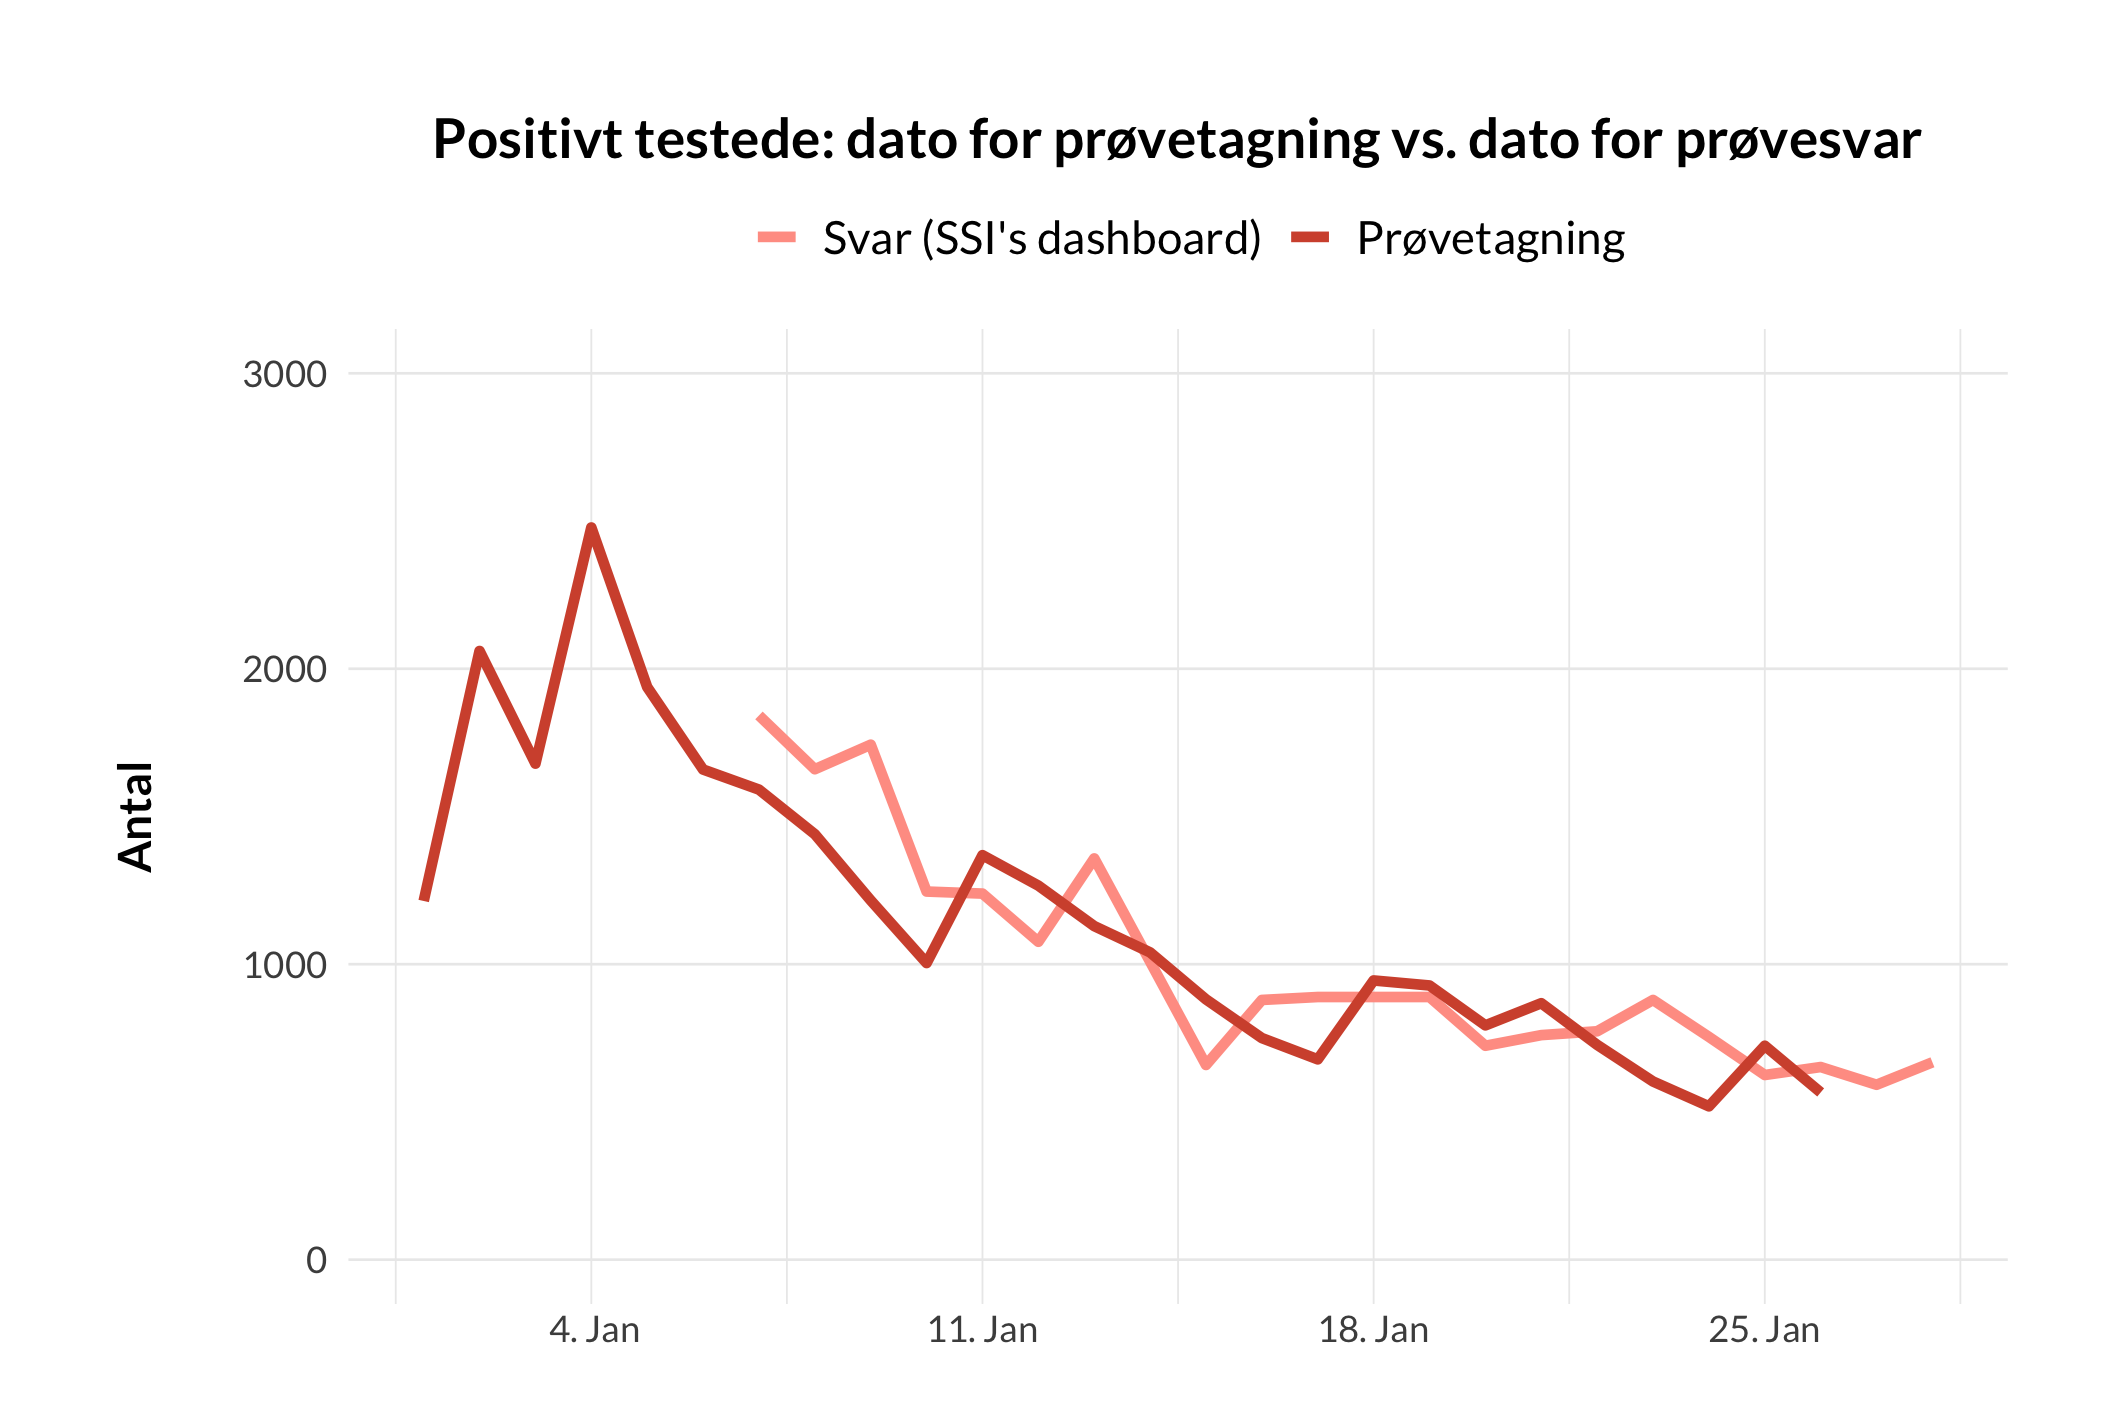 Positivt testede: dato for prøvetagning vs. dato for prøvesvar
Svar (SSI's dashboard) Prøvetagning
Antal
3000
2000
1000
0
4. Jan 11. Jan 18. Jan 25. Jan